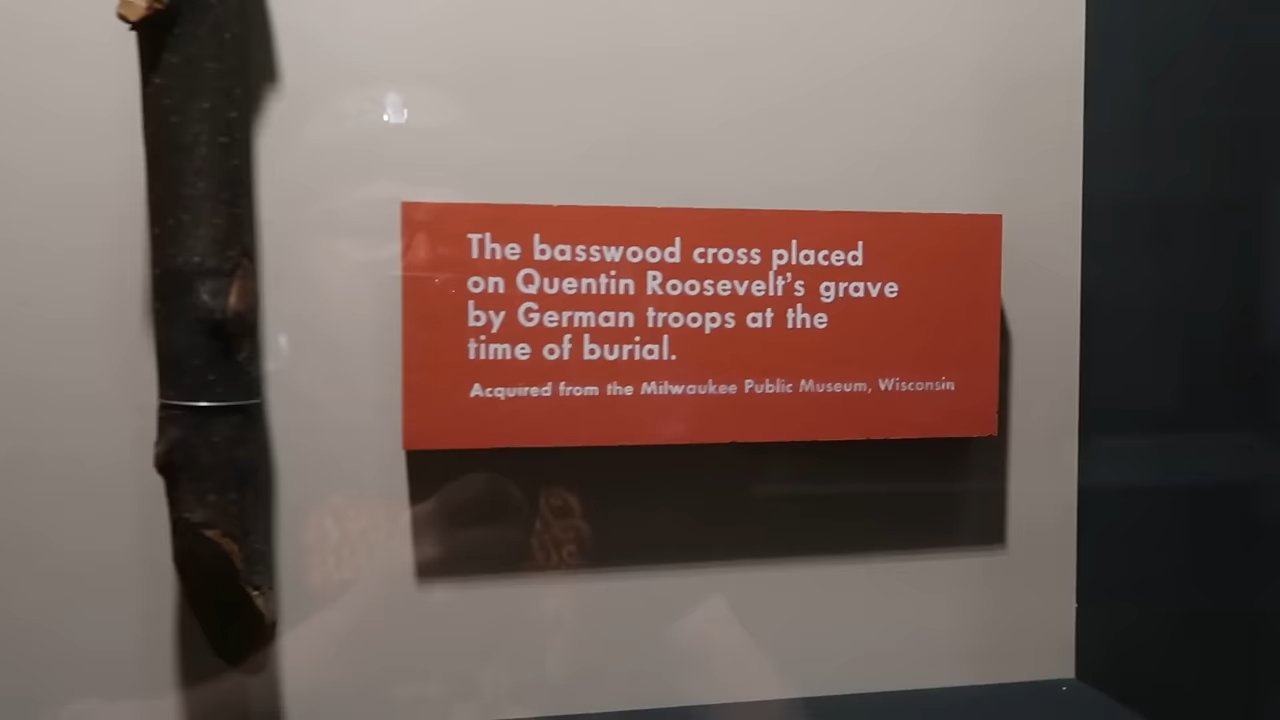 The basswood cross placed
on Quentin Roosevelt's grave
by German troops at the
time of burial.
Acquired from the Milwaukee Public Museum, Wisconsin